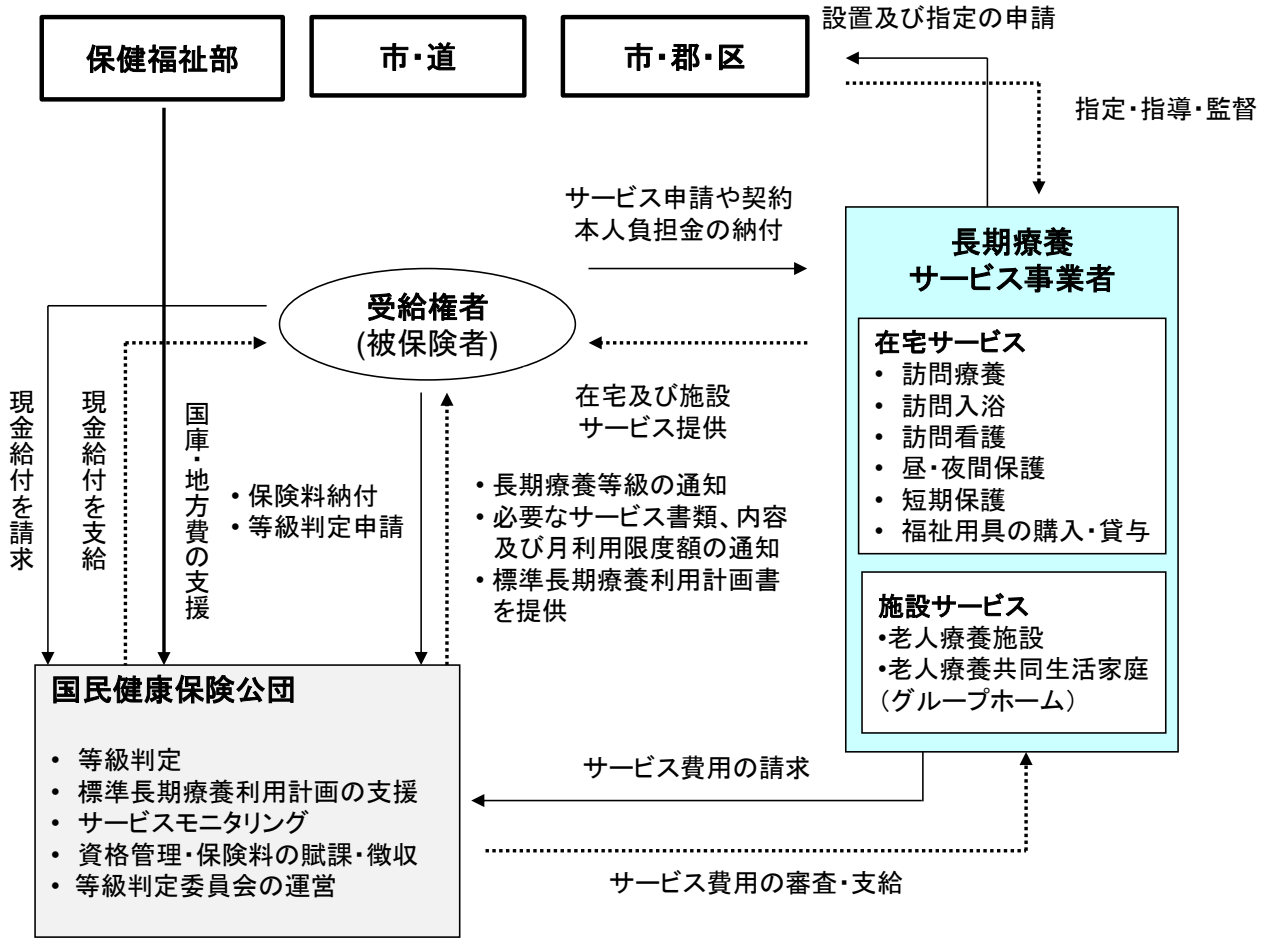 設置及び指定の申請
保健福祉部
市・道
市・郡・区
指定・指導・監督
サービス申請や契約
本人負担金の納付
長期療養
サービス事業者
受給権者
(被保険者)
在宅サービス
• 訪問療養
• 訪問入浴
• 訪問看護
• 昼・夜間保護
• 短期保護
• 福祉用具の購入・貸与
在宅及び施設
サービス提供
現金給付を請求
現金給付を支給
国庫・地方費の支援
• 保険料納付
• 等級判定申請
• 長期療養等級の通知
• 必要なサービス書類、内容
及び月利用限度額の通知
• 標準長期療養利用計画書
を提供
施設サービス
•老人療養施設
•老人療養共同生活家庭
（グループホーム）
国民健康保険公団
• 等級判定
• 標準長期療養利用計画の支援
• サービスモニタリング
• 資格管理・保険料の賦課・徴収
• 等級判定委員会の運営
サービス費用の請求
サービス費用の審査・支給